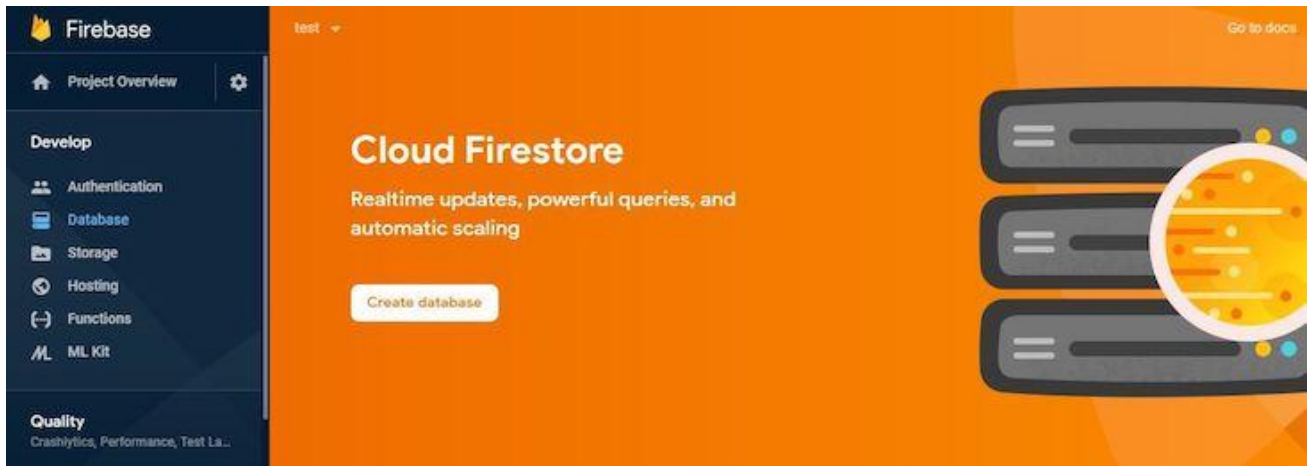 Firebase
test
Go to docs
Project Overview
Develop
Authentication
Database
Storage
Hosting
Functions
ML Kit
Quality
Crashlytics, Performance, Test La...
Cloud Firestore
Realtime updates, powerful queries, and
automatic scaling
Create database